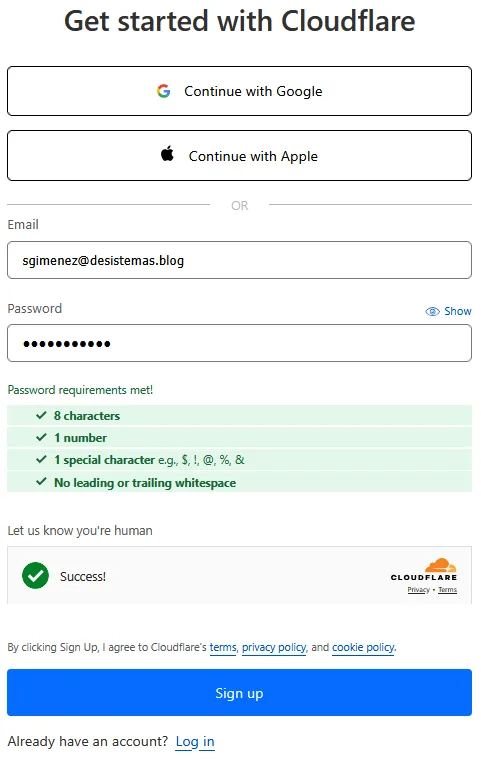 Get started with Cloudflare
Continue with Google
Continue with Apple
OR
Email
sgimenez@desistemas.blog
Password
Show
●●●●●●●●●●●
Password requirements met!
8 characters
1 number
1 special character e.g., $, !, @, %, &
No leading or trailing whitespace
Let us know you're human
Success!
CLOUDFLARE
Privacy • Terms
By clicking Sign Up, I agree to Cloudflare's terms, privacy policy, and cookie policy.
Sign up
Already have an account? Log in